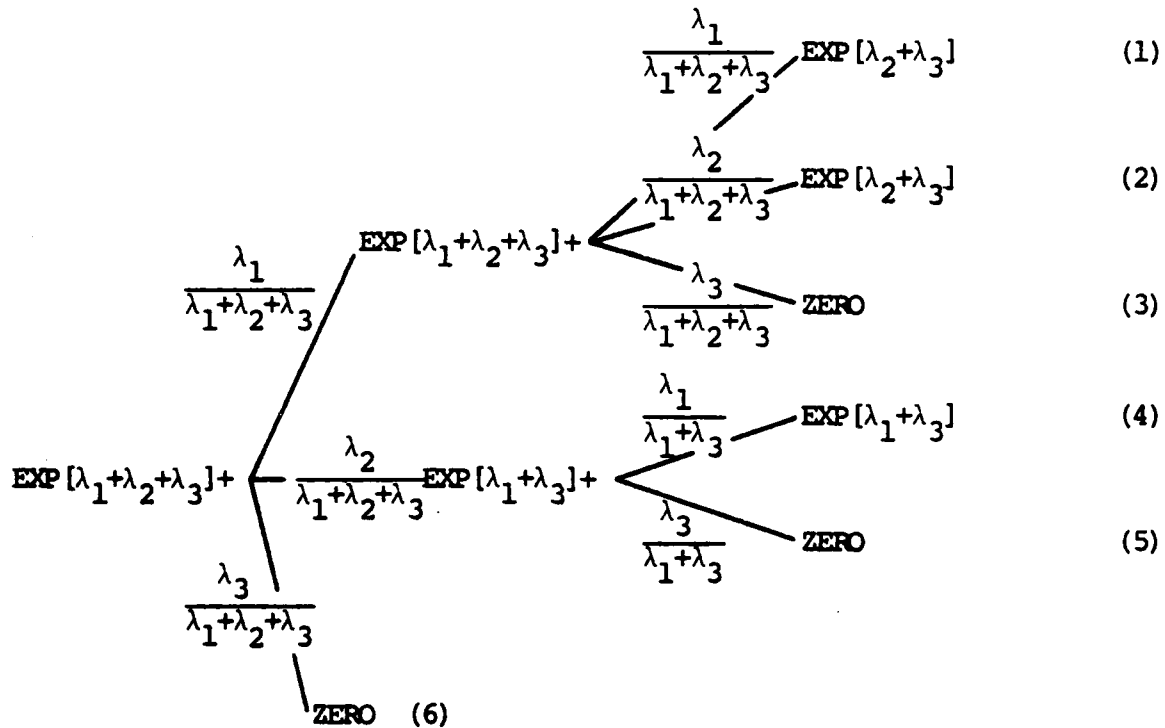 λ1
λ1+λ2+λ3
EXP[λ2+λ3] (1)
λ2
λ1+λ2+λ3
EXP[λ2+λ3] (2)
EXP[λ1+λ2+λ3]+
λ1
λ1+λ2+λ3
λ3
λ1+λ2+λ3
ZERO (3)
λ1
λ1+λ3
EXP[λ1+λ3] (4)
EXP[λ1+λ2+λ3]+
λ2
λ1+λ2+λ3
EXP[λ1+λ3]+
λ3
λ1+λ3
ZERO (5)
λ3
λ1+λ2+λ3
ZERO (6)